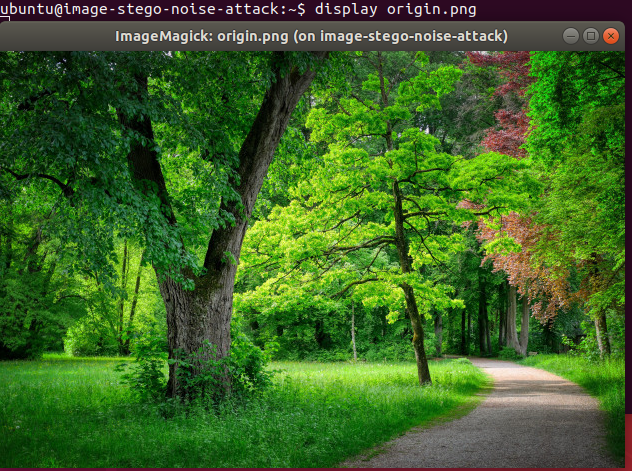 ubuntu@image-stego-noise-attack:~$ display origin.png
ImageMagick: origin.png (on image-stego-noise-attack)